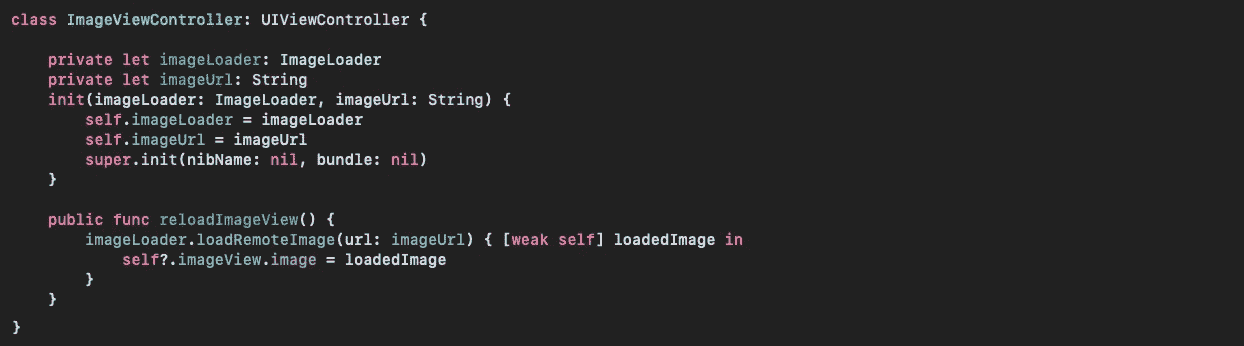 class ImageViewController: UIViewController {
private let imageLoader: ImageLoader
private let imageUrl: String
init(imageLoader: ImageLoader, imageUrl: String) {
self.imageLoader = imageLoader
self.imageUrl = imageUrl
super.init(nibName: nil, bundle: nil)
}
public func reloadImageView() {
imageLoader.loadRemoteImage(url: imageUrl) { [weak self] loadedImage in
self?.imageView.image = loadedImage
}
}
}